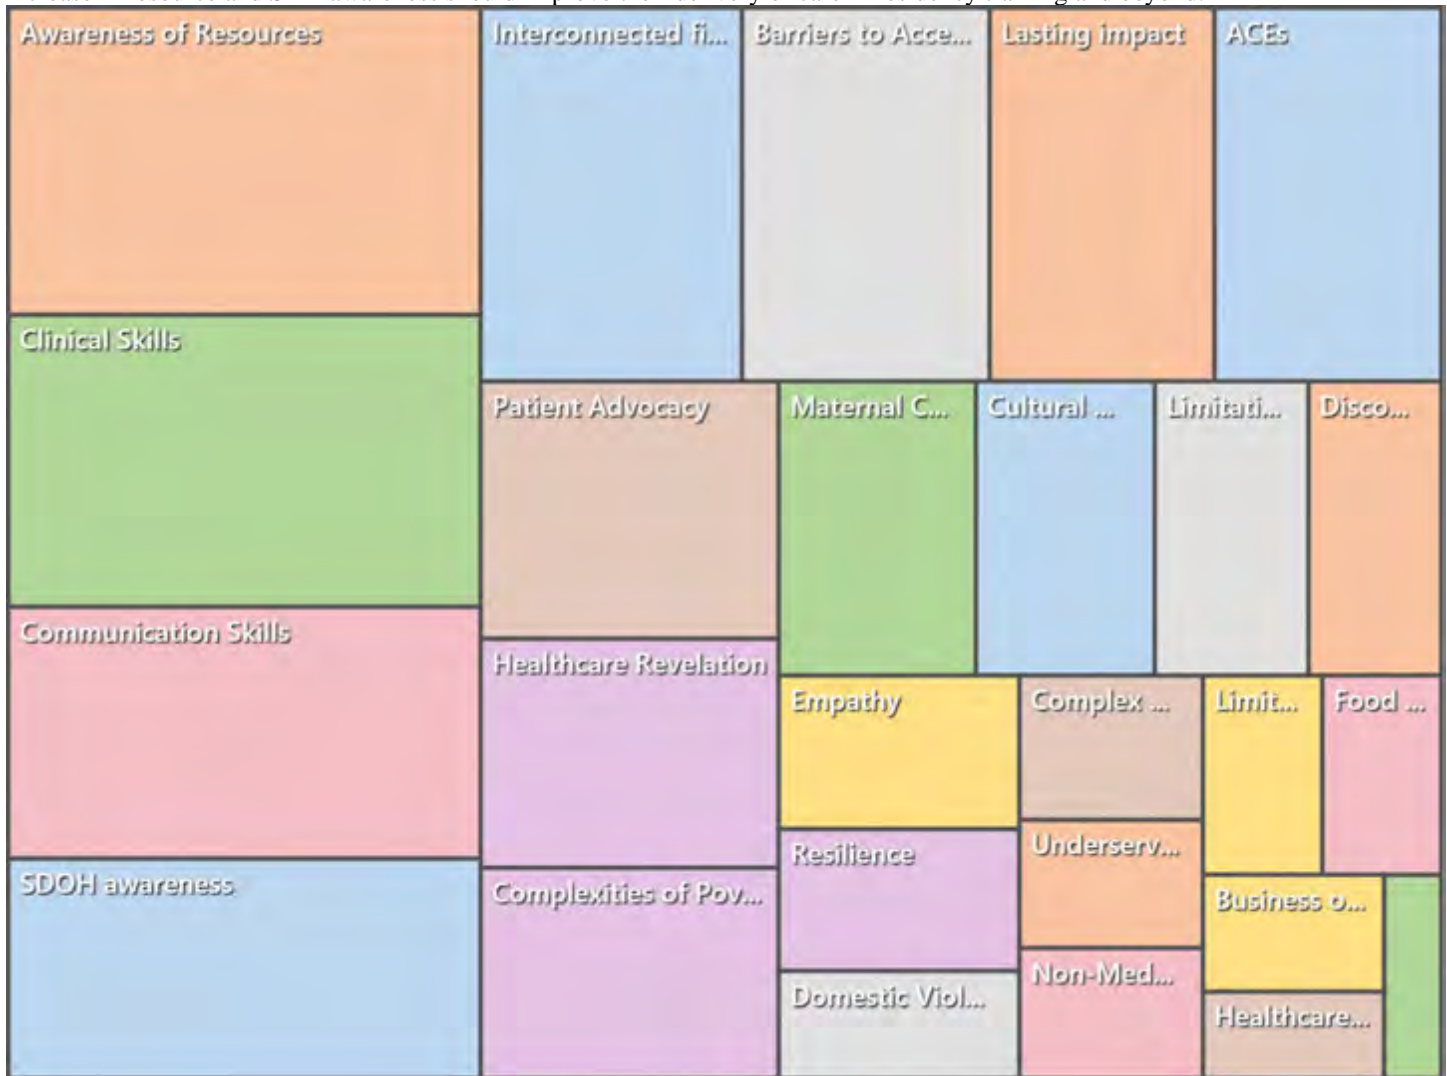 Awareness of Resources
Interconnected fi...
Barriers to Acce...
Lasting impact
ACEs
Clinical Skills
Patient Advocacy
Maternal C...
Cultural ...
Limitati...
Disco...
Communication Skills
Healthcare Revelation
Empathy
Complex ...
Limit...
Food ...
Resilience
Underserv...
SDOH awareness
Complexities of Pov...
Business o...
Non-Med...
Domestic Viol...
Healthcare...